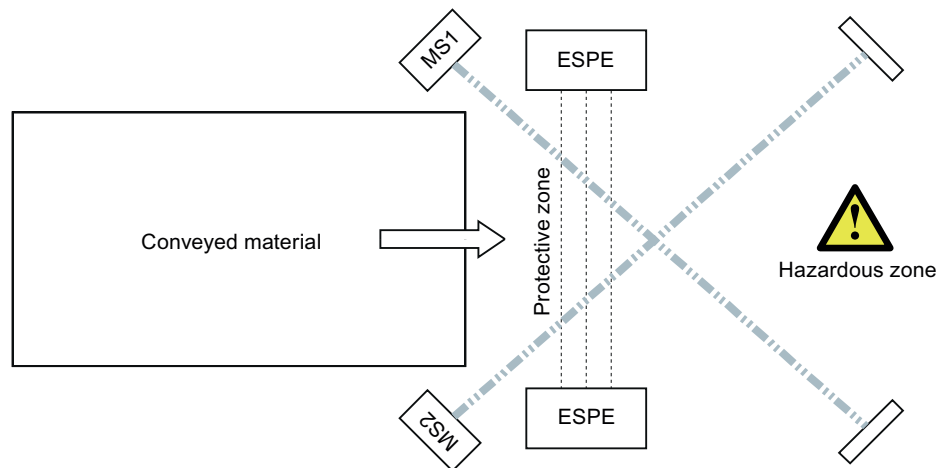 MS1
ESPE
Conveyed material
Protective zone
Hazardous zone
MS2
ESPE